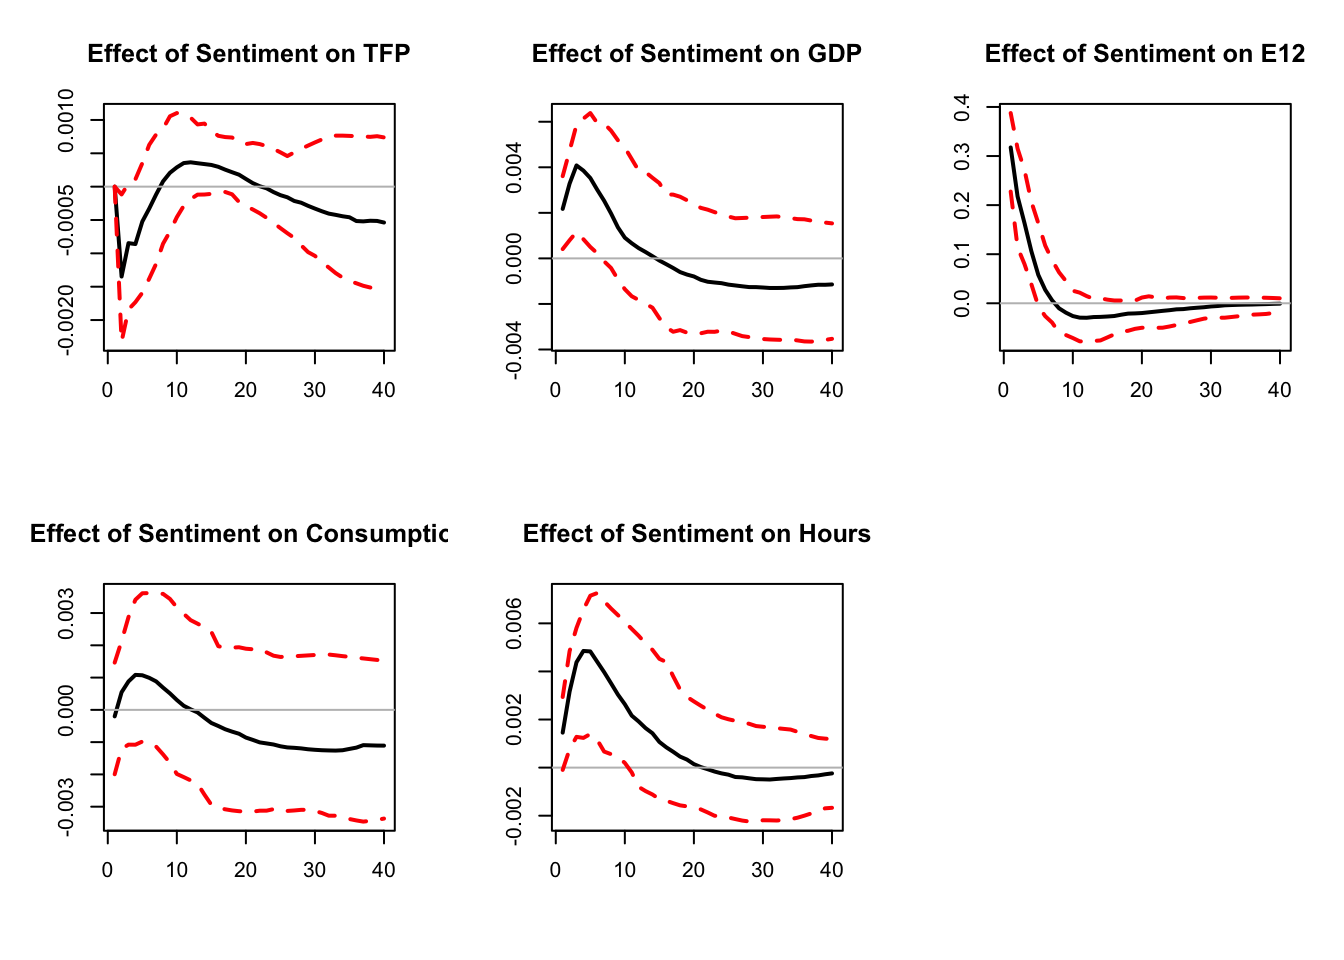 Effect of Sentiment on TFP
0.0010
-0.0005
-0.0020
0 10 20 30 40
Effect of Sentiment on GDP
0.004
0.000
-0.004
0 10 20 30 40
Effect of Sentiment on E12
0.4
0.3
0.2
0.1
0.0
0 10 20 30 40
Effect of Sentiment on Consumptic
0.003
0.000
-0.003
0 10 20 30 40
Effect of Sentiment on Hours
0.006
0.002
-0.002
0 10 20 30 40